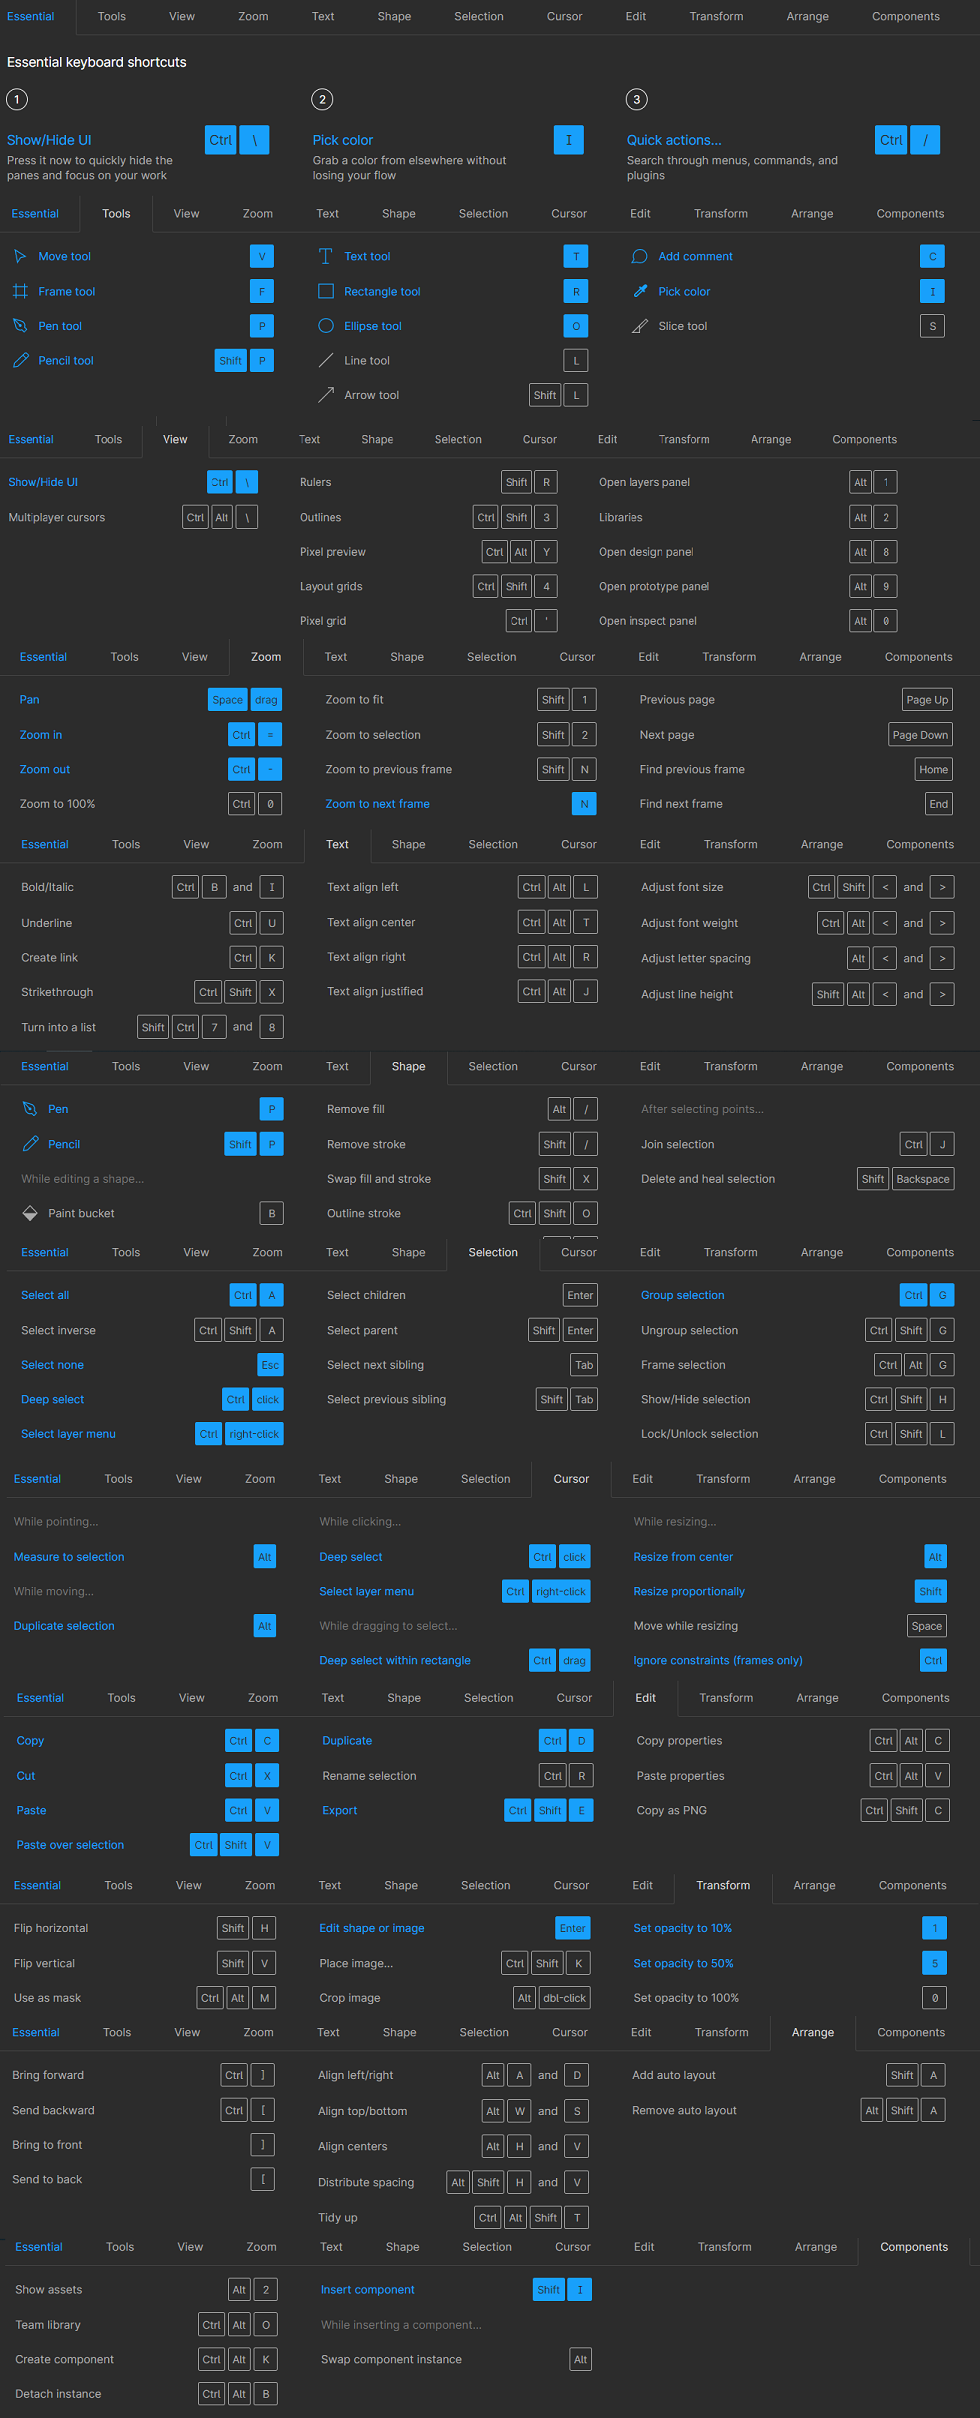 Essential Tools View Zoom Text Shape Selection Cursor Edit Transform Arrange Components
Essential keyboard shortcuts
1 2 3
Show/Hide UI Ctrl \ Pick color I Quick actions... Ctrl /
Press it now to quickly hide the Grab a color from elsewhere without Search through menus, commands, and
panes and focus on your work losing your flow plugins
Essential Tools View Zoom Text Shape Selection Cursor Edit Transform Arrange Components
Move tool V Text tool T Add comment C
Frame tool F Rectangle tool R Pick color I
Pen tool P Ellipse tool O Slice tool S
Pencil tool Shift P Line tool L
Arrow tool Shift L
Essential Tools View Zoom Text Shape Selection Cursor Edit Transform Arrange Components
Show/Hide UI Ctrl \ Rulers Shift R Open layers panel Alt 1
Multiplayer cursors Ctrl Alt \ Outlines Ctrl Shift 3 Libraries Alt 2
Pixel preview Ctrl Alt Y Open design panel Alt 8
Layout grids Ctrl Shift 4 Open prototype panel Alt 9
Pixel grid Ctrl ' Open inspect panel Alt 0
Essential Tools View Zoom Text Shape Selection Cursor Edit Transform Arrange Components
Pan Space drag Zoom to fit Shift 1 Previous page Page Up
Zoom in Ctrl = Zoom to selection Shift 2 Next page Page Down
Zoom out Ctrl - Zoom to previous frame Shift N Find previous frame Home
Zoom to 100% Ctrl 0 Zoom to next frame N Find next frame End
Essential Tools View Zoom Text Shape Selection Cursor Edit Transform Arrange Components
Bold/Italic Ctrl B and I Text align left Ctrl Alt L Adjust font size Ctrl Shift < and >
Underline Ctrl U Text align center Ctrl Alt T Adjust font weight Ctrl Alt < and >
Create link Ctrl K Text align right Ctrl Alt R Adjust letter spacing Alt < and >
Strikethrough Ctrl Shift X Text align justified Ctrl Alt J Adjust line height Shift Alt < and >
Turn into a list Shift Ctrl 7 and 8
Essential Tools View Zoom Text Shape Selection Cursor Edit Transform Arrange Components
Pen P Remove fill Alt / After selecting points...
Pencil Shift P Remove stroke Shift / Join selection Ctrl J
While editing a shape... Swap fill and stroke Shift X Delete and heal selection Shift Backspace
Paint bucket B Outline stroke Ctrl Shift O
Essential Tools View Zoom Text Shape Selection Cursor Edit Transform Arrange Components
Select all Ctrl A Select children Enter Group selection Ctrl G
Select inverse Ctrl Shift A Select parent Shift Enter Ungroup selection Ctrl Shift G
Select none Esc Select next sibling Tab Frame selection Ctrl Alt G
Deep select Ctrl click Select previous sibling Shift Tab Show/Hide selection Ctrl Shift H
Select layer menu Ctrl right-click Lock/Unlock selection Ctrl Shift L
Essential Tools View Zoom Text Shape Selection Cursor Edit Transform Arrange Components
While pointing... While clicking... While resizing...
Measure to selection Alt Deep select Ctrl click Resize from center Alt
While moving... Select layer menu Ctrl right-click Resize proportionally Shift
Duplicate selection Alt While dragging to select... Move while resizing Space
Deep select within rectangle Ctrl drag Ignore constraints (frames only) Ctrl
Essential Tools View Zoom Text Shape Selection Cursor Edit Transform Arrange Components
Copy Ctrl C Duplicate Ctrl D Copy properties Ctrl Alt C
Cut Ctrl X Rename selection Ctrl R Paste properties Ctrl Alt V
Paste Ctrl V Export Ctrl Shift E Copy as PNG Ctrl Shift C
Paste over selection Ctrl Shift V
Essential Tools View Zoom Text Shape Selection Cursor Edit Transform Arrange Components
Flip horizontal Shift H Edit shape or image Enter Set opacity to 10% 1
Flip vertical Shift V Place image... Ctrl Shift K Set opacity to 50% 5
Use as mask Ctrl Alt M Crop image Alt dbl-click Set opacity to 100% 0
Essential Tools View Zoom Text Shape Selection Cursor Edit Transform Arrange Components
Bring forward Ctrl ] Align left/right Alt A and D Add auto layout Shift A
Send backward Ctrl [ Align top/bottom Alt W and S Remove auto layout Alt Shift A
Bring to front ] Align centers Alt H and V
Send to back [ Distribute spacing Alt Shift H and V
Tidy up Ctrl Alt Shift T
Essential Tools View Zoom Text Shape Selection Cursor Edit Transform Arrange Components
Show assets Alt 2 Insert component Shift I
Team library Ctrl Alt O While inserting a component...
Create component Ctrl Alt K Swap component instance Alt
Detach instance Ctrl Alt B